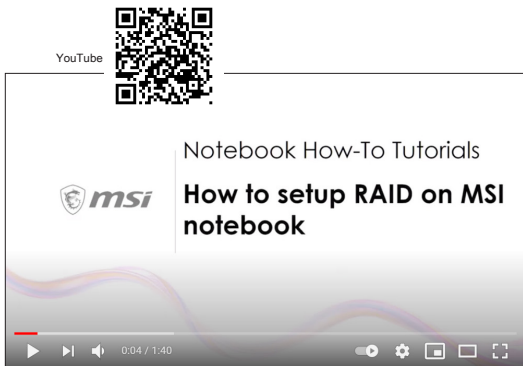 YouTube
Notebook How-To Tutorials
msi
How to setup RAID on MSI
notebook
0:04 / 1:40